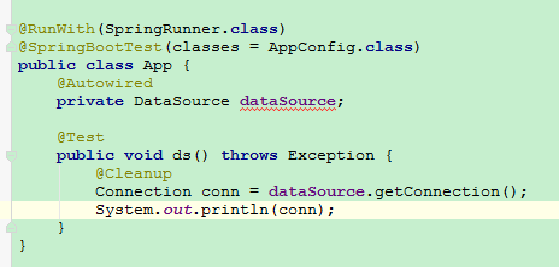 @RunWith(SpringRunner.class)
@SpringBootTest(classes = AppConfig.class)
public class App {
    @Autowired
    private DataSource dataSource;

    @Test
    public void ds() throws Exception {
        @Cleanup
        Connection conn = dataSource.getConnection();
        System.out.println(conn);
    }
}